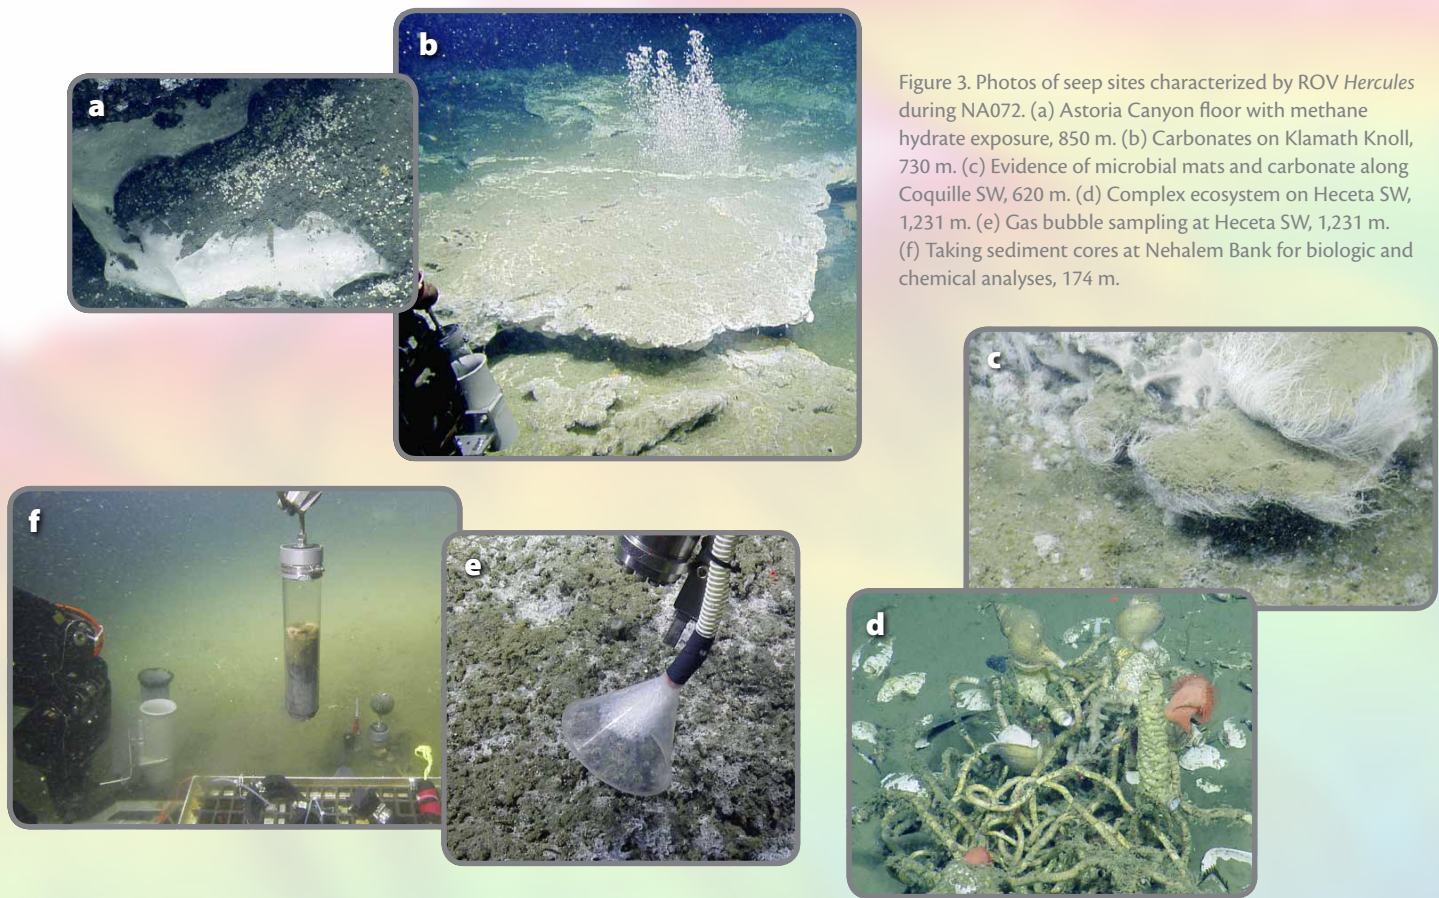 a
b
Figure 3. Photos of seep sites characterized by ROV Hercules
during NA072. (a) Astoria Canyon floor with methane
hydrate exposure, 850 m. (b) Carbonates on Klamath Knoll,
730 m. (c) Evidence of microbial mats and carbonate along
Coquille SW, 620 m. (d) Complex ecosystem on Heceta SW,
1,231 m. (e) Gas bubble sampling at Heceta SW, 1,231 m.
(f) Taking sediment cores at Nehalem Bank for biologic and
chemical analyses, 174 m.
c
f
e
d